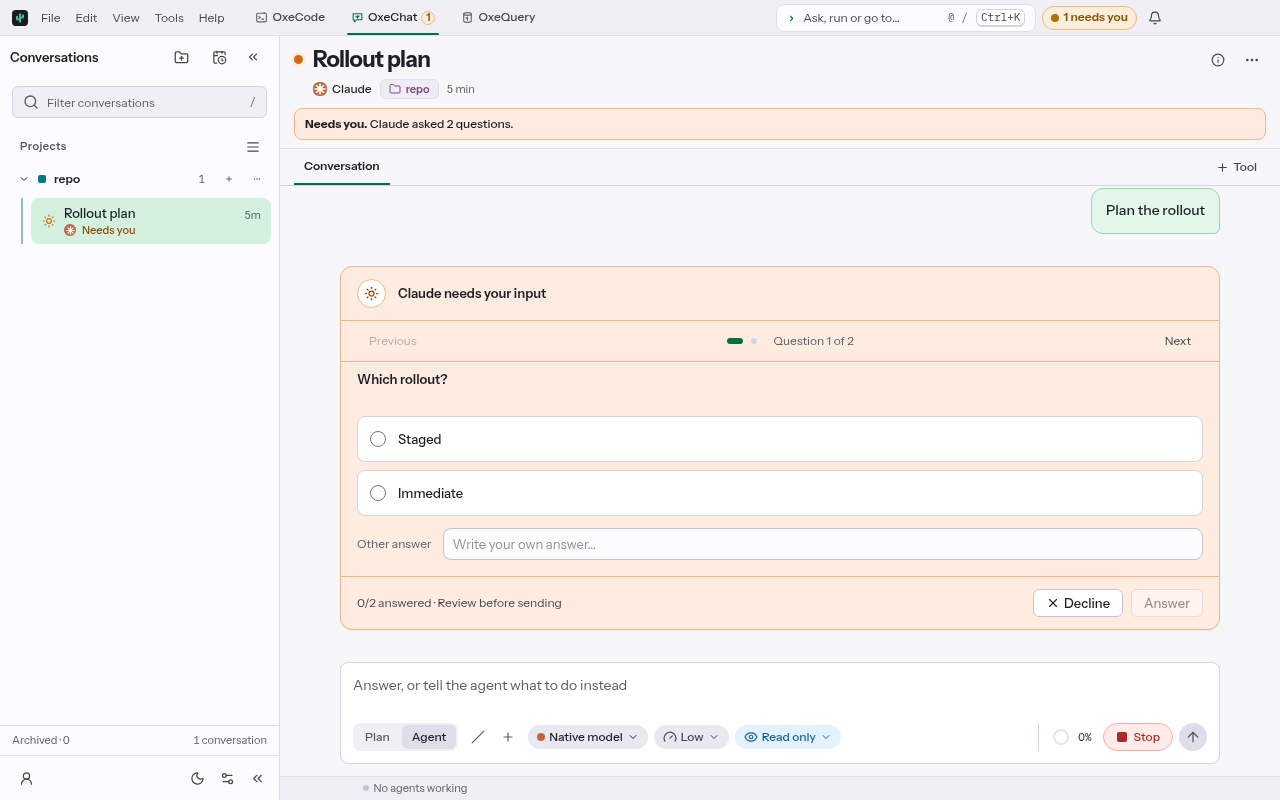 File Edit View Tools Help
OxeCode
OxeChat 1
OxeQuery
Ask, run or go to...
@ / Ctrl+K
1 needs you
Conversations
Filter conversations /
Projects
repo 1 + ...
Rollout plan 5m
Needs you
Archived · 0 1 conversation
Rollout plan
Claude repo 5 min
Needs you. Claude asked 2 questions.
Conversation
+ Tool
Plan the rollout
Claude needs your input
Previous Question 1 of 2 Next
Which rollout?
Staged
Immediate
Other answer Write your own answer...
0/2 answered · Review before sending
Decline Answer
Answer, or tell the agent what to do instead
Plan Agent Native model Low Read only 0% Stop
No agents working